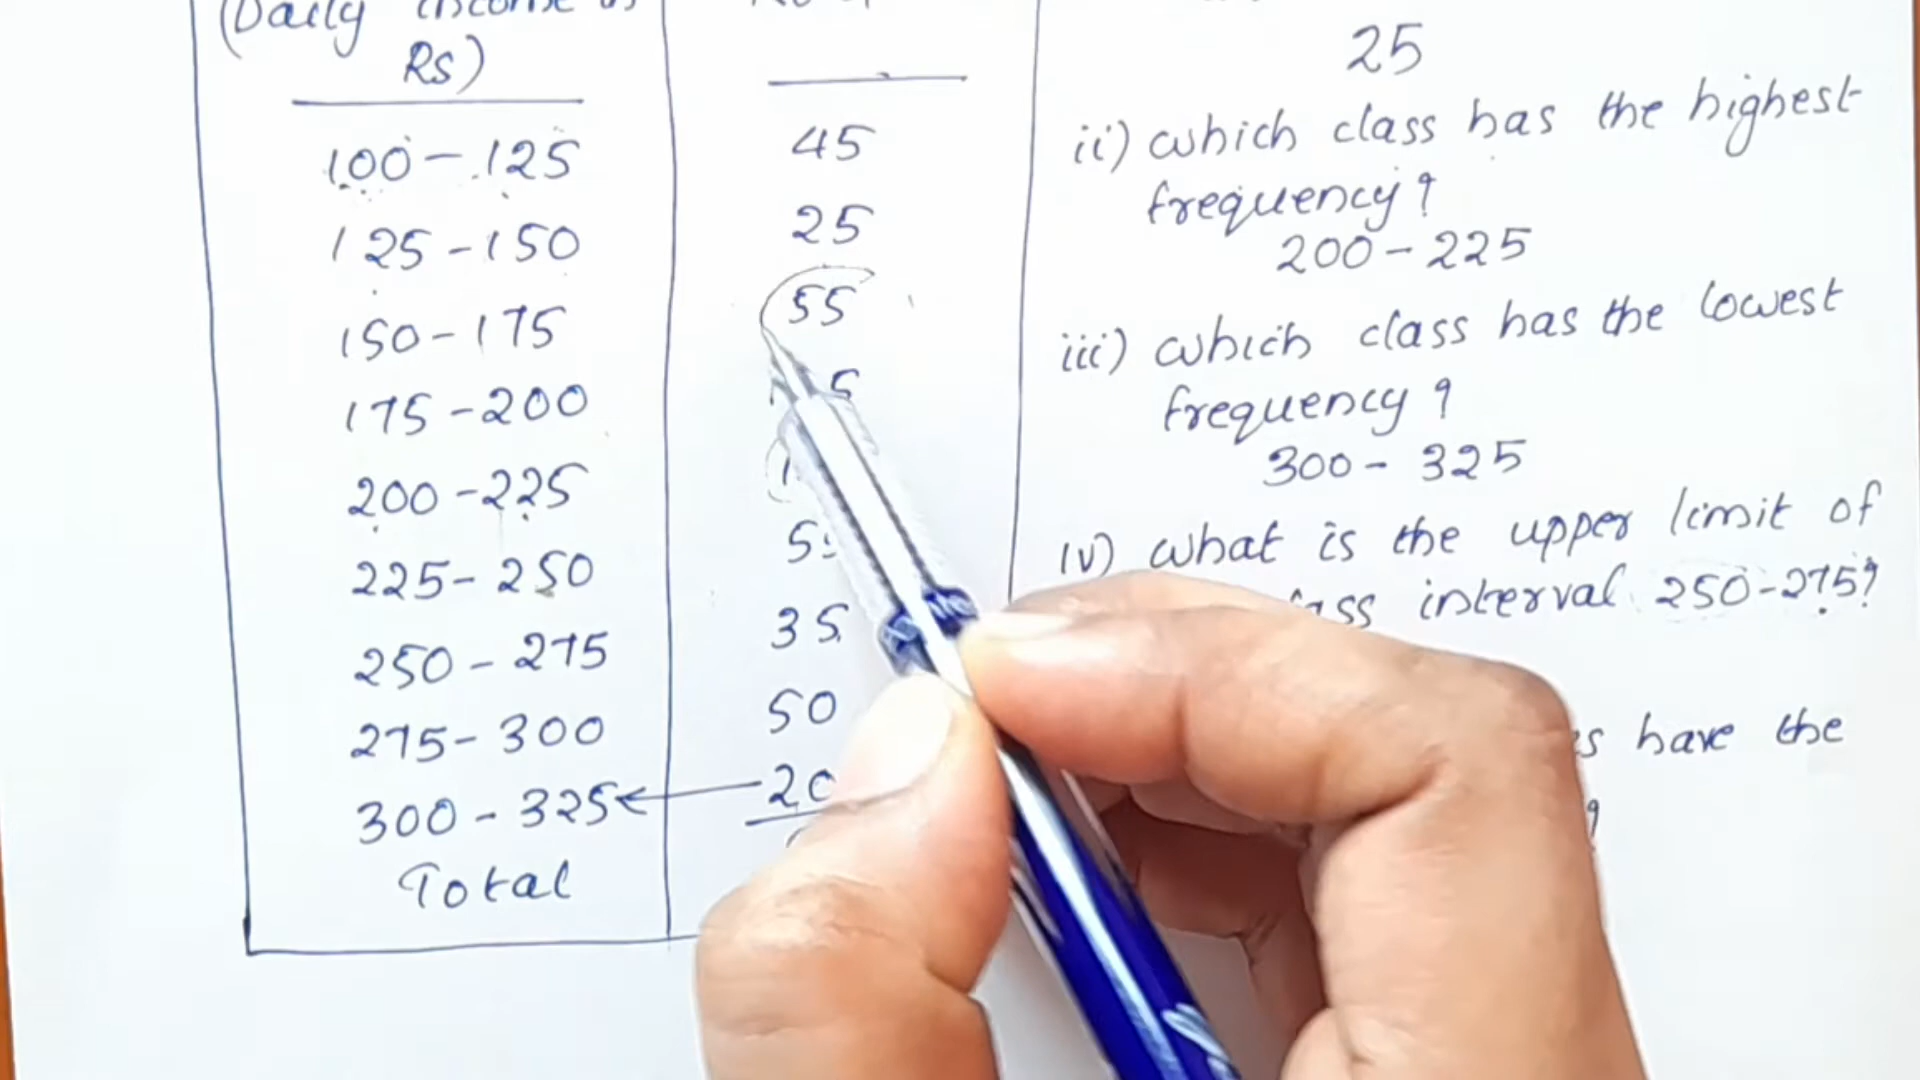 (Daily income in
Rs)
100-125 45
125-150 25
150-175 55
175-200
200-225
225-250
250-275 35
275-300 50
300-325 20
Total
25
ii) which class has the highest
frequency?
200-225
iii) which class has the lowest
frequency?
300-325
iv) what is the upper limit of
interval 250-275?
have the